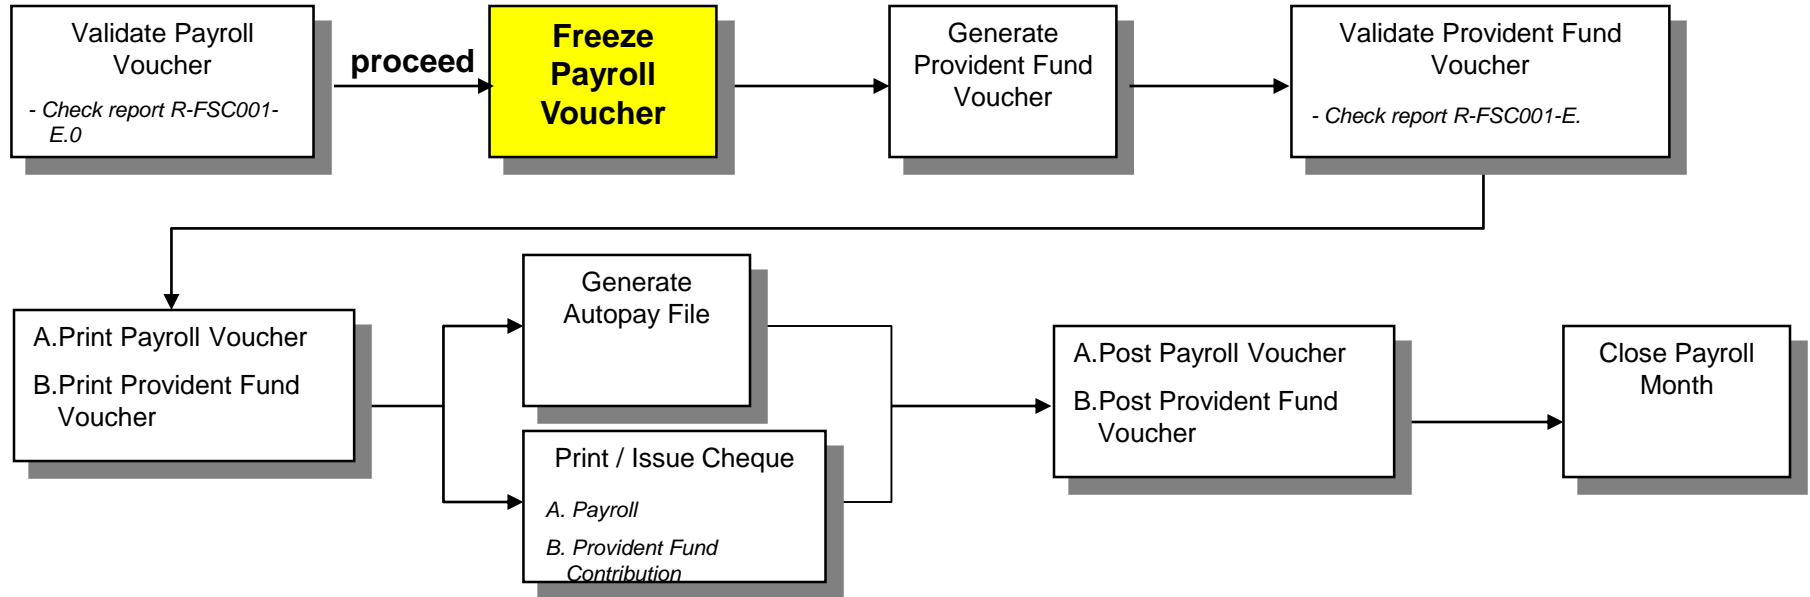 Validate Payroll
Voucher
- Check report R-FSC001-
E.0
proceed
Freeze
Payroll
Voucher
Generate
Provident Fund
Voucher
Validate Provident Fund
Voucher
- Check report R-FSC001-E.
A.Print Payroll Voucher
B.Print Provident Fund
Voucher
Generate
Autopay File
Print / Issue Cheque
A. Payroll
B. Provident Fund
Contribution
A.Post Payroll Voucher
B.Post Provident Fund
Voucher
Close Payroll
Month